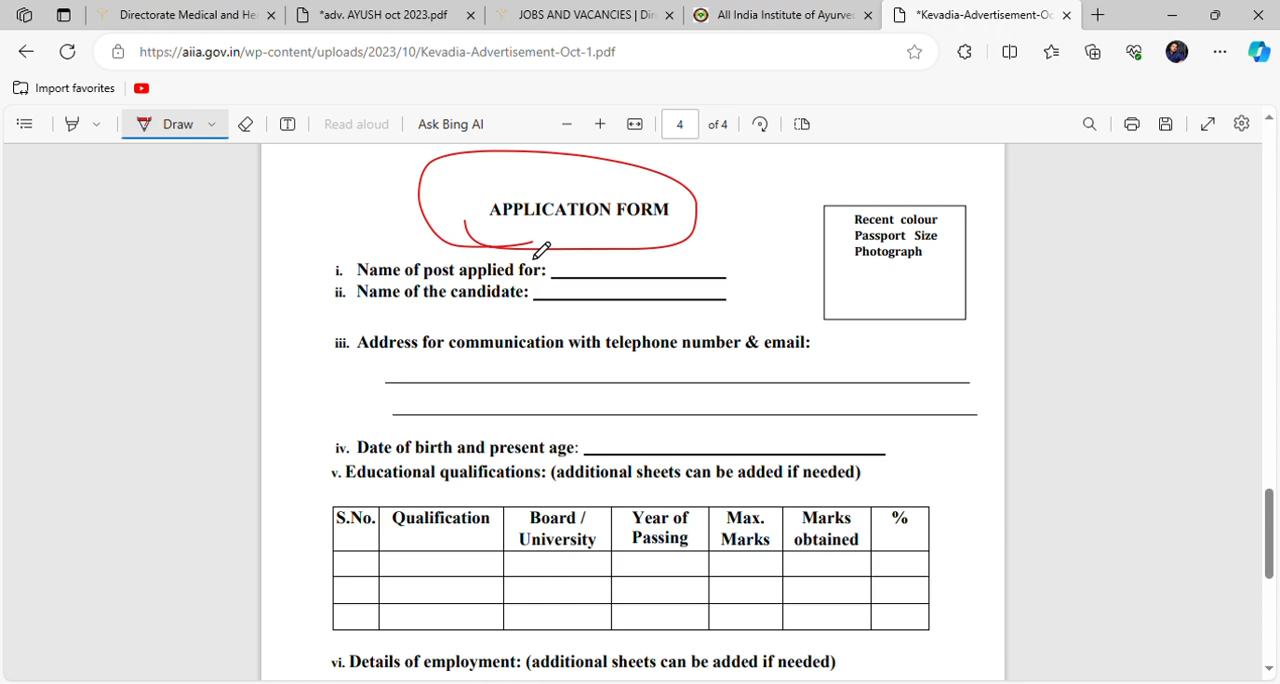 Directorate Medical and He
*adv. AYUSH oct 2023.pdf
JOBS AND VACANCIES | Di
All India Institute of Ayurve
*Kevadia-Advertisement-Oc
https://aiia.gov.in/wp-content/uploads/2023/10/Kevadia-Advertisement-Oct-1.pdf
Import favorites
Draw
Read aloud
Ask Bing AI
4
of 4
APPLICATION FORM
Recent colour
Passport Size
Photograph
i. Name of post applied for:
ii. Name of the candidate:
iii. Address for communication with telephone number & email:
iv. Date of birth and present age:
v. Educational qualifications: (additional sheets can be added if needed)
S.No. Qualification Board / University Year of Passing Max. Marks Marks obtained %
vi. Details of employment: (additional sheets can be added if needed)